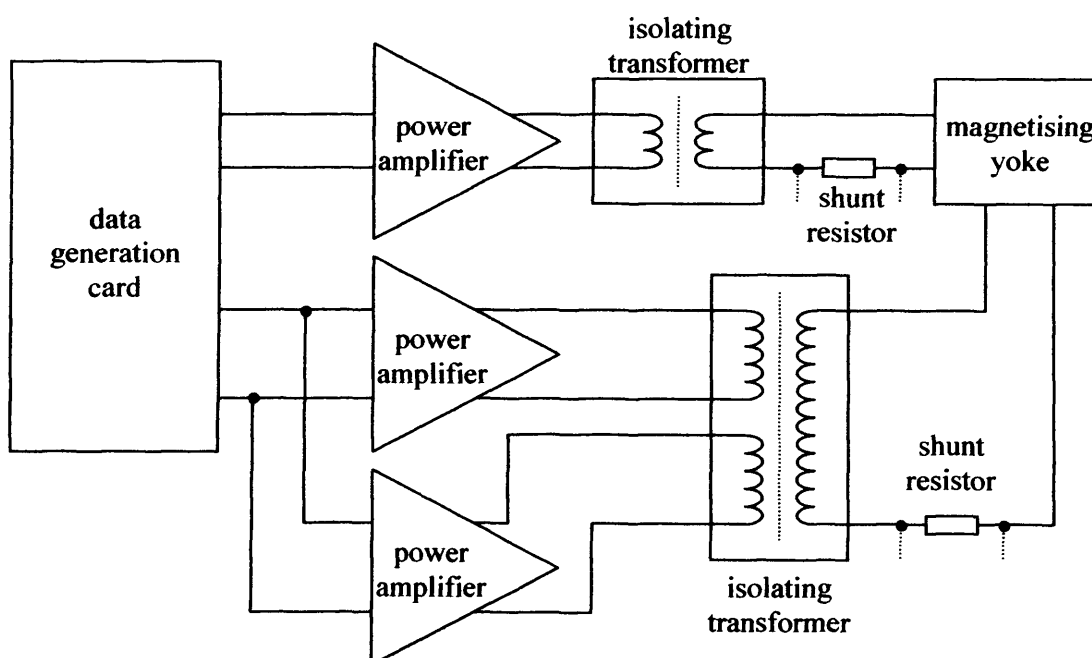 isolating
transformer
data
generation
card
power
amplifier
magnetising
yoke
shunt
resistor
power
amplifier
shunt
resistor
power
amplifier
isolating
transformer